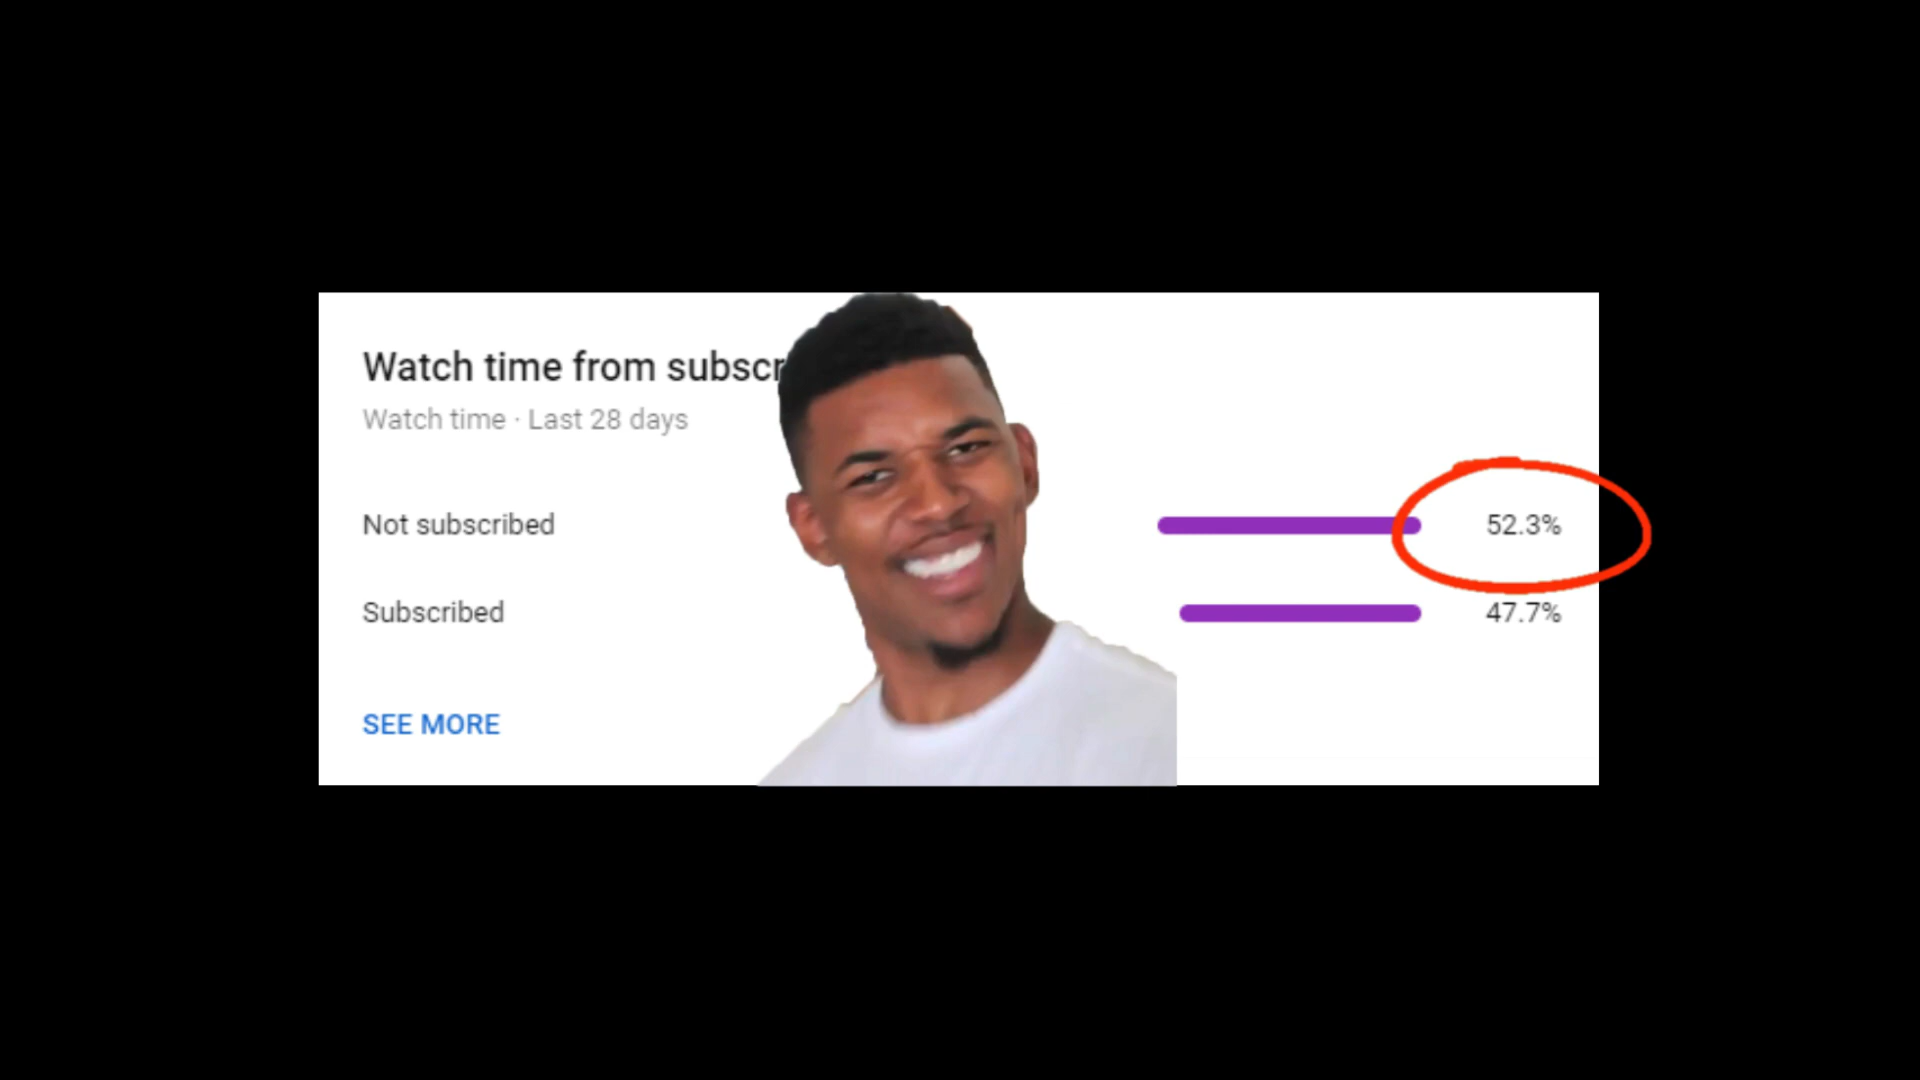 Watch time from subscr
Watch time · Last 28 days
Not subscribed 52.3%
Subscribed 47.7%
SEE MORE